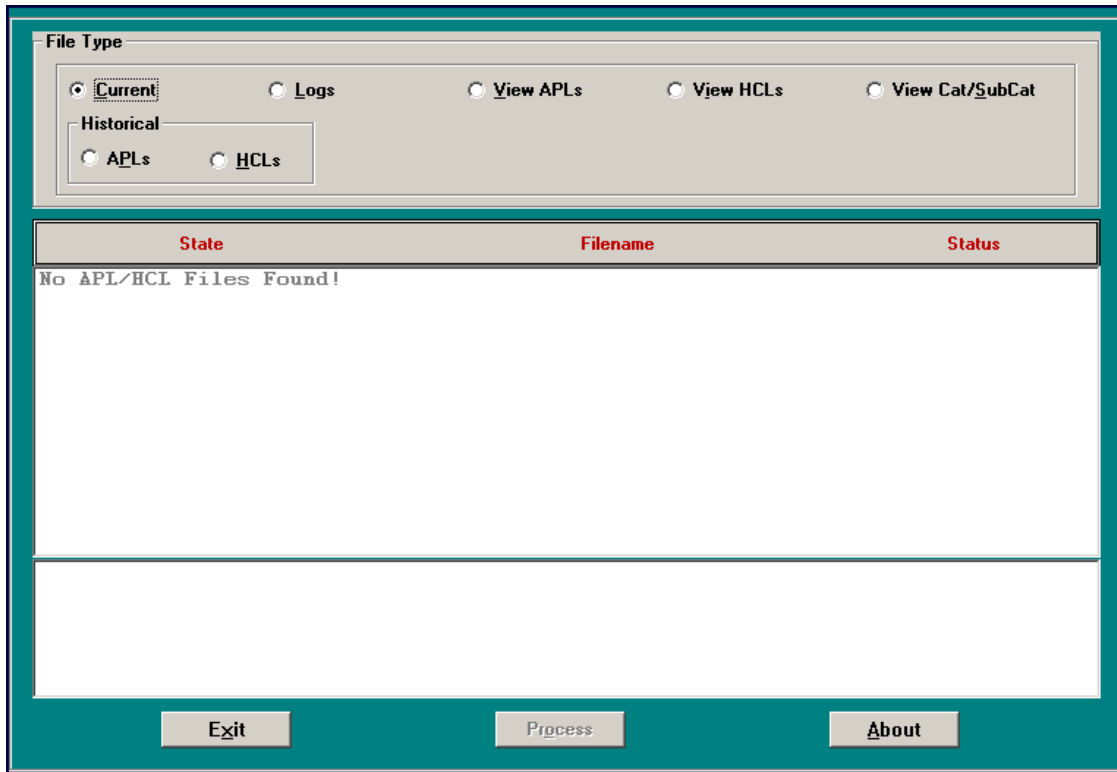 File Type
Current Logs View APLs View HCLs View Cat/SubCat
Historical
APLs HCLs
State Filename Status
No APL/HCL Files Found!
Exit Process About